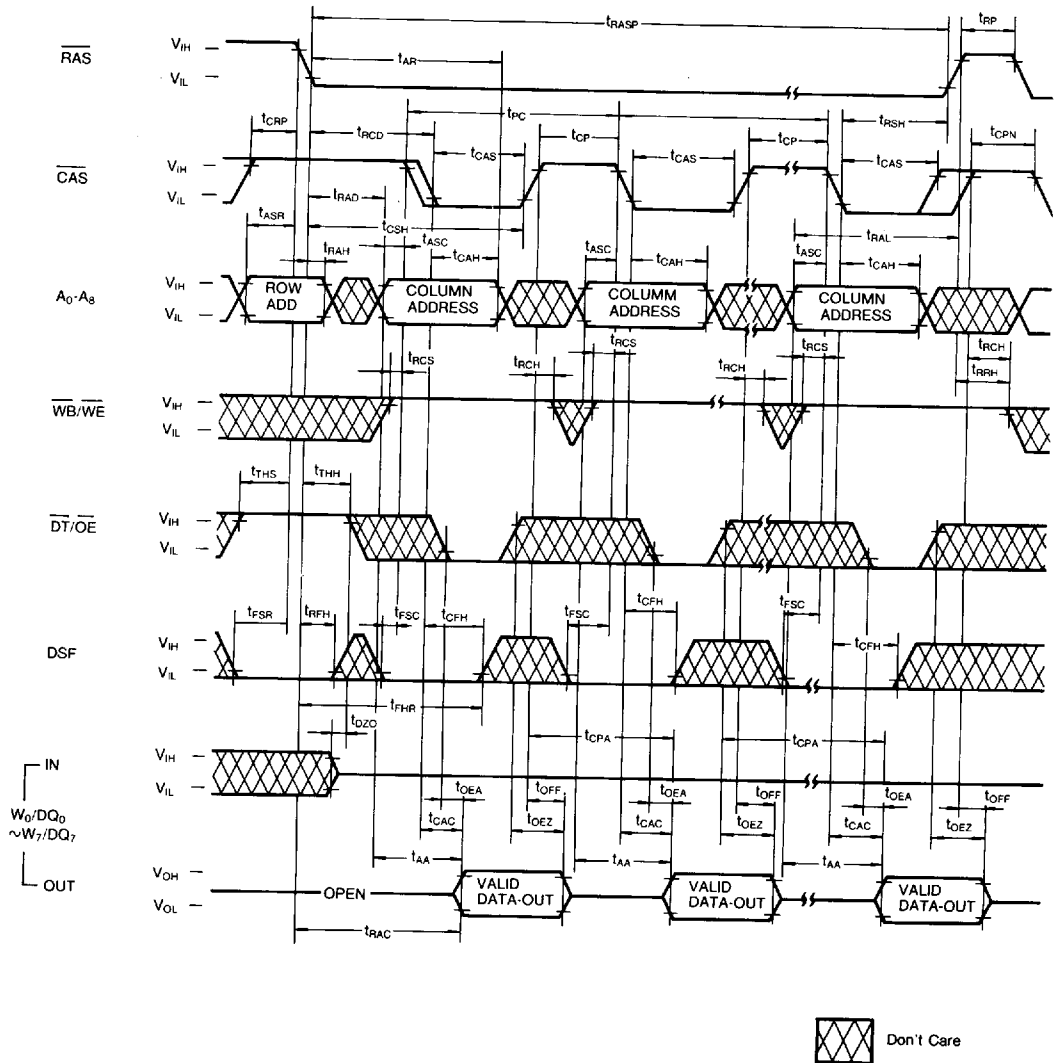 tRASP
tRP
RAS
VIH
VIL
tAR
tPC
tCRP
tRCD
tCP
tCP
tRSH
tCPN
tCAS
tCAS
tCAS
CAS
VIH
VIL
tRAD
tASR
tCSH
tRAL
tRAH
tASC
tCAH
tASC
tCAH
tASC
tCAH
A0-A8
VIH
VIL
ROW ADD
COLUMN ADDRESS
COLUMM ADDRESS
COLUMN ADDRESS
tRCS
tRCH
tRCS
tRCH
tRCS
tRCH
tRRH
WB/WE
VIH
VIL
tTHS
tTHH
DT/OE
VIH
VIL
tFSR
tRFH
tFSC
tCFH
tFSC
tCFH
tFSC
tCFH
DSF
VIH
VIL
tFHR
tDZO
tCPA
tCPA
IN
VIH
VIL
W0/DQ0
~W7/DQ7
tOEA
tOFF
tOEA
tOFF
tOEA
tOFF
tCAC
tOEZ
tCAC
tOEZ
tCAC
tOEZ
tAA
tAA
tAA
OUT
VOH
VOL
OPEN
VALID DATA-OUT
VALID DATA-OUT
VALID DATA-OUT
tRAC
Don't Care